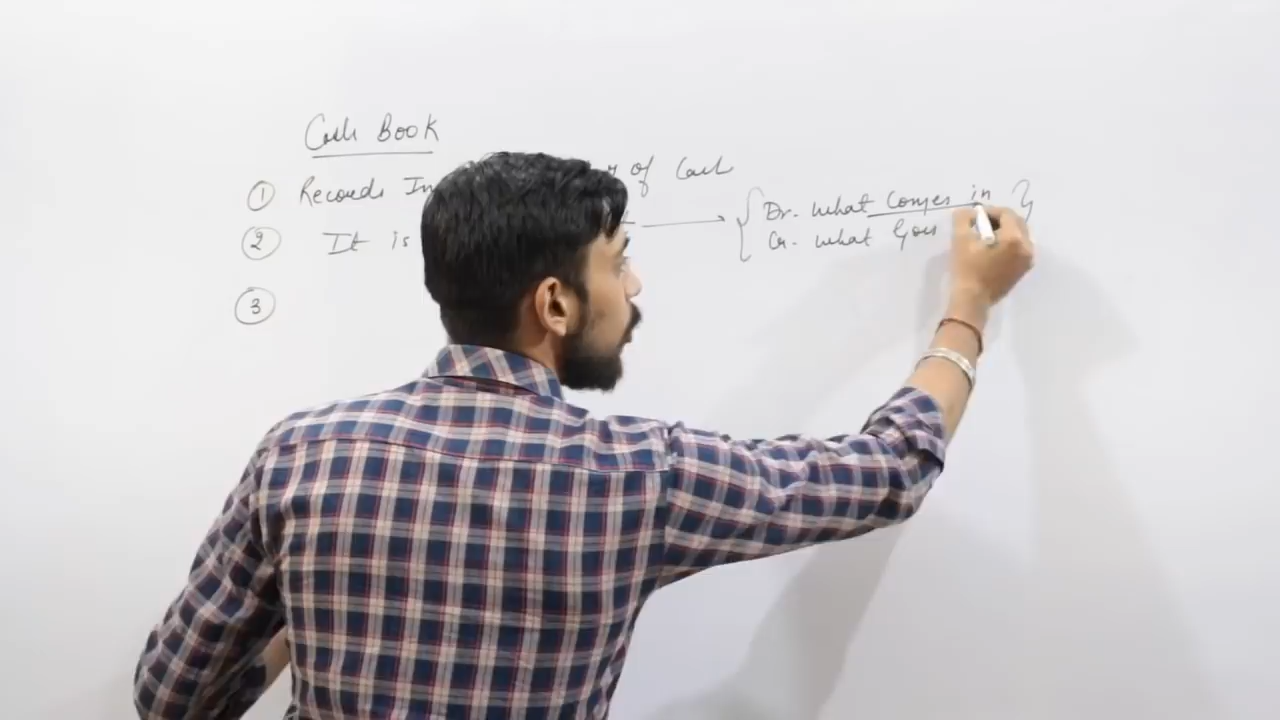 Cash Book
① Records In of Cash
② It is → { Dr. What Comes in }
Cr. What Goes
③